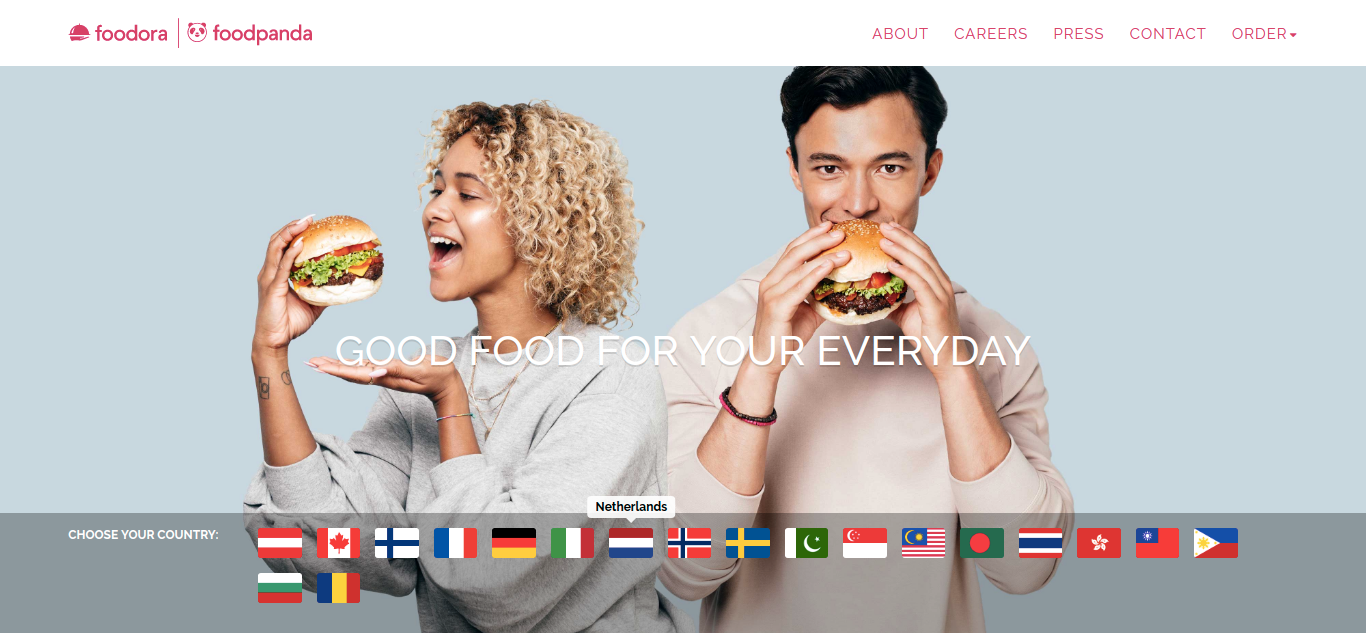 foodora | foodpanda
ABOUT CAREERS PRESS CONTACT ORDER
GOOD FOOD FOR YOUR EVERYDAY
Netherlands
CHOOSE YOUR COUNTRY: